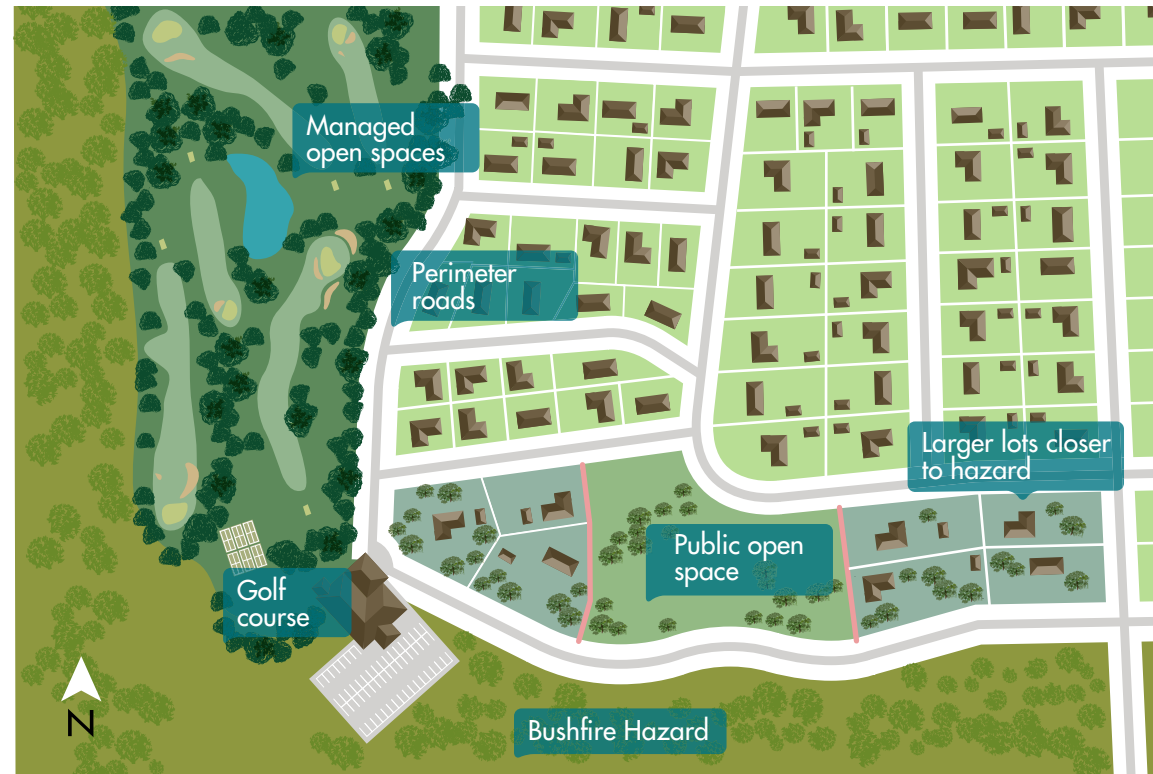 Managed
open spaces
Perimeter
roads
Larger lots closer
to hazard
Public open
space
Golf
course
N
Bushfire Hazard